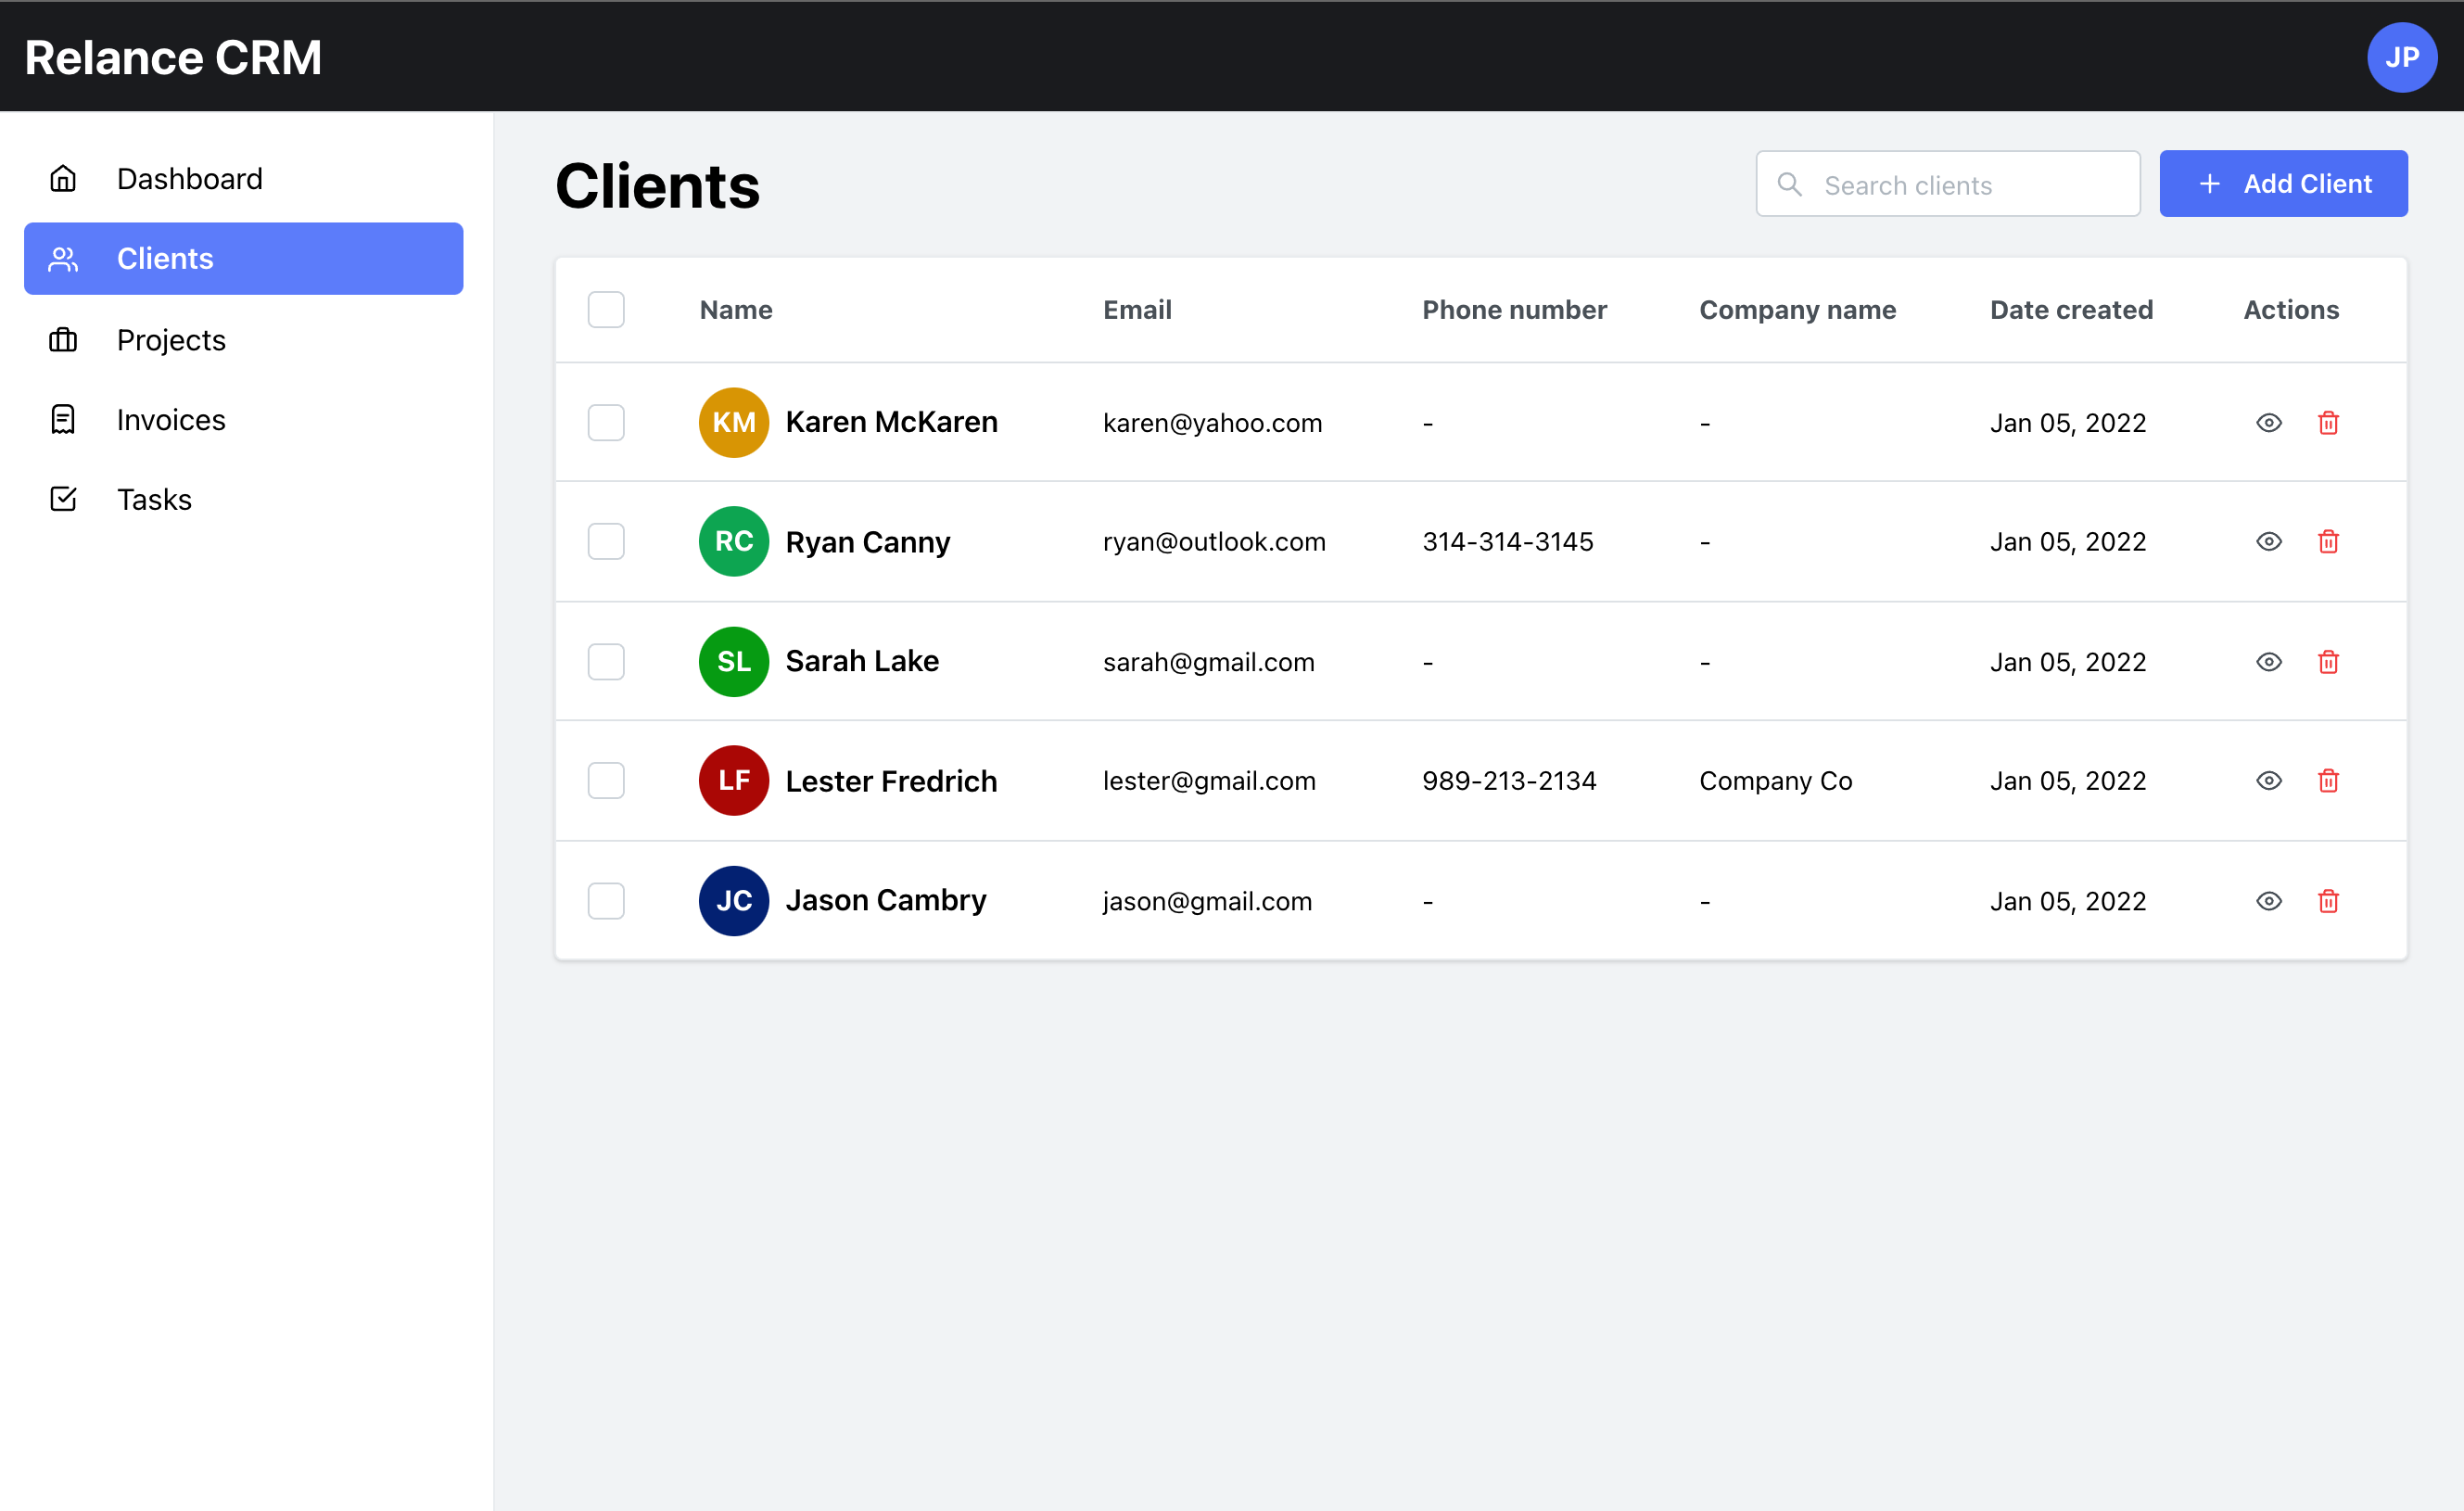 Relance CRM
JP
Dashboard
Clients
Projects
Invoices
Tasks
Clients
Search clients
+ Add Client
Name Email Phone number Company name Date created Actions
KM Karen McKaren karen@yahoo.com - - Jan 05, 2022
RC Ryan Canny ryan@outlook.com 314-314-3145 - Jan 05, 2022
SL Sarah Lake sarah@gmail.com - - Jan 05, 2022
LF Lester Fredrich lester@gmail.com 989-213-2134 Company Co Jan 05, 2022
JC Jason Cambry jason@gmail.com - - Jan 05, 2022